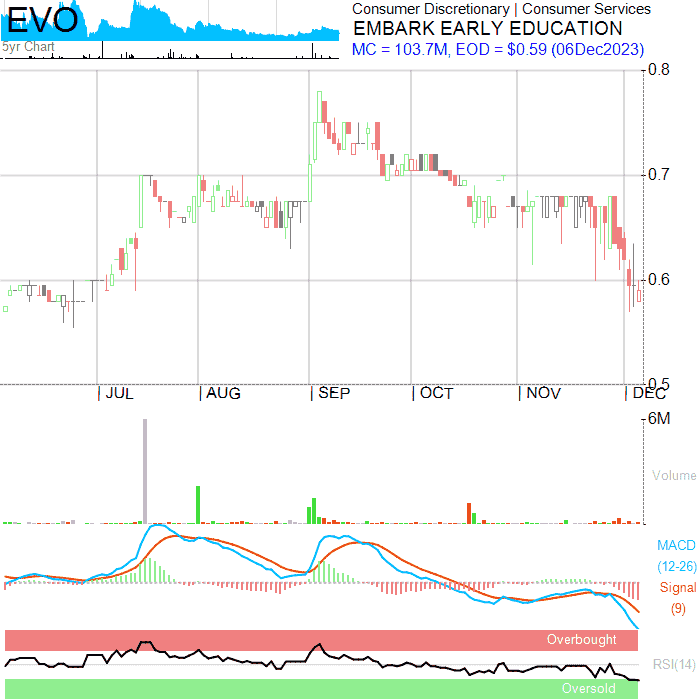 EVO
5yr Chart
Consumer Discretionary | Consumer Services
EMBARK EARLY EDUCATION
MC = 103.7M, EOD = $0.59 (06Dec2023)
0.8
0.7
0.6
0.5
| JUL
| AUG
| SEP
| OCT
| NOV
| DEC
6M
Volume
MACD
(12-26)
Signal
(9)
Overbought
RSI(14)
Oversold